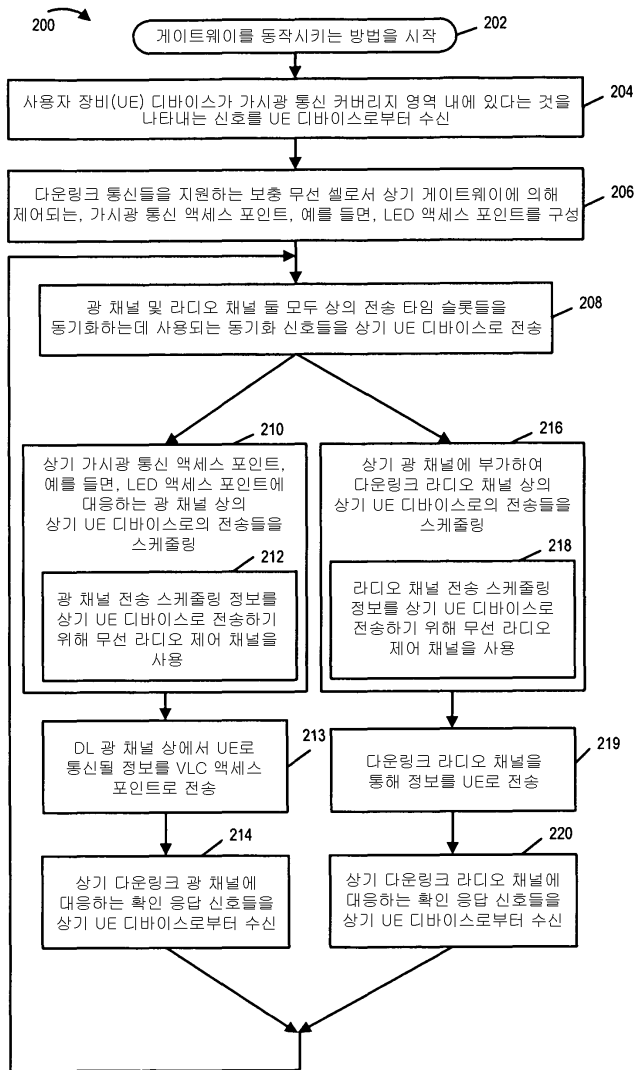 200
게이트웨이를 동작시키는 방법을 시작
202
사용자 장비(UE) 디바이스가 가시광 통신 커버리지 영역 내에 있다는 것을
나타내는 신호를 UE 디바이스로부터 수신
204
다운링크 통신들을 지원하는 보충 무선 셀로서 상기 게이트웨이에 의해
제어되는, 가시광 통신 액세스 포인트, 예를 들면, LED 액세스 포인트를 구성
206
광 채널 및 라디오 채널 둘 모두 상의 전송 타임 슬롯들을
동기화하는데 사용되는 동기화 신호들을 상기 UE 디바이스로 전송
208
210
상기 가시광 통신 액세스 포인트,
예를 들면, LED 액세스 포인트에
대응하는 광 채널 상의
상기 UE 디바이스로의 전송들을
스케줄링
212
광 채널 전송 스케줄링 정보를
상기 UE 디바이스로 전송하기
위해 무선 라디오 제어 채널을
사용
216
상기 광 채널에 부가하여
다운링크 라디오 채널 상의
상기 UE 디바이스로의 전송들을
스케줄링
218
라디오 채널 전송 스케줄링
정보를 상기 UE 디바이스로
전송하기 위해 무선 라디오
제어 채널을 사용
DL 광 채널 상에서 UE로
통신될 정보를 VLC 액세스
포인트로 전송
213
다운링크 라디오 채널을
통해 정보를 UE로 전송
219
214
상기 다운링크 광 채널에
대응하는 확인 응답 신호들을
상기 UE 디바이스로부터 수신
220
상기 다운링크 라디오 채널에
대응하는 확인 응답 신호들을
상기 UE 디바이스로부터 수신